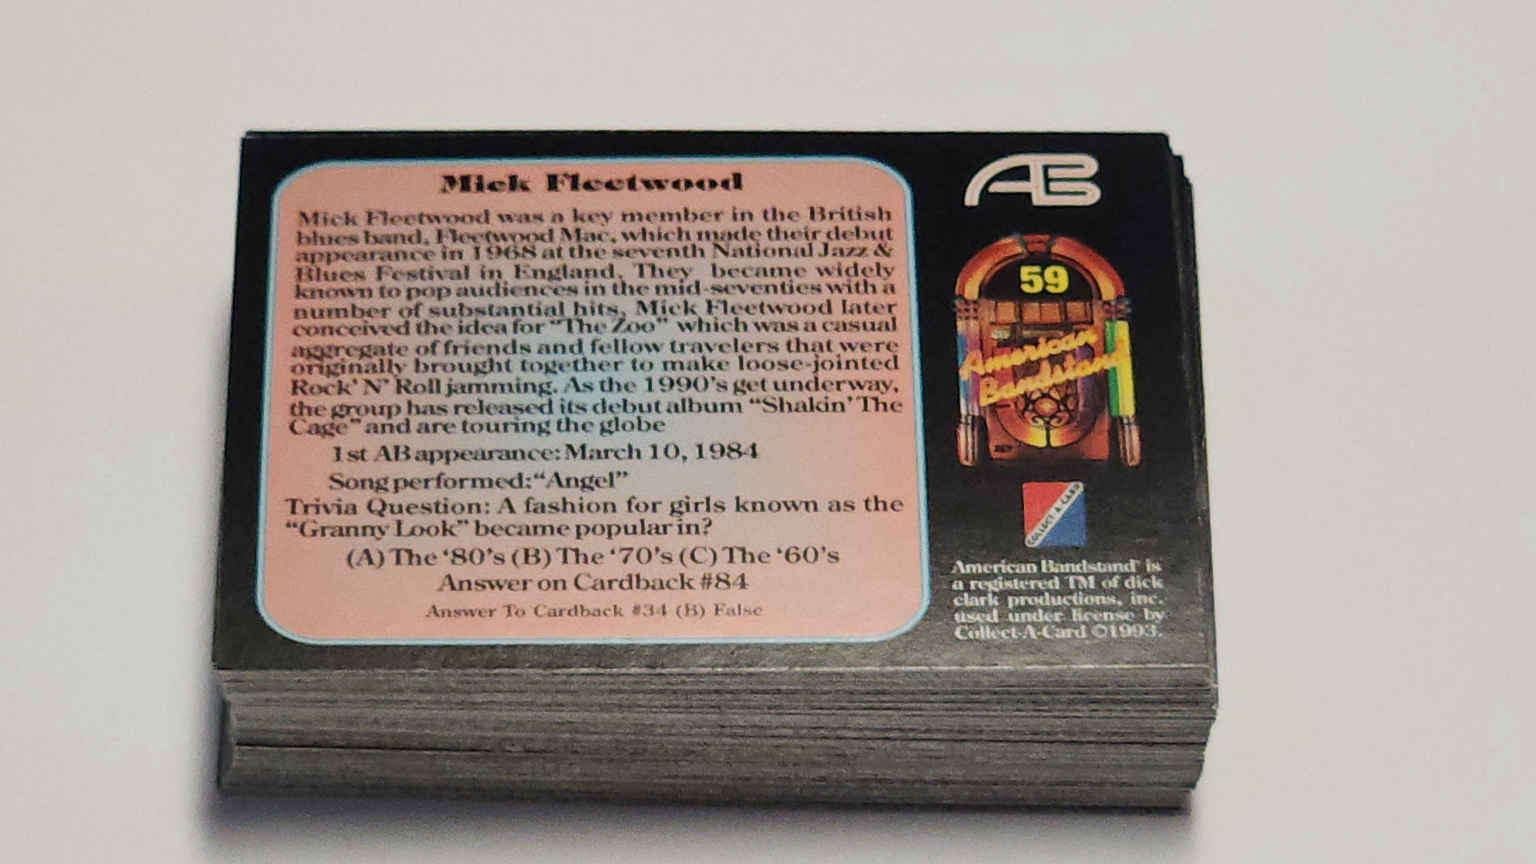 Mick Fleetwood
Mick Fleetwood was a key member in the British
blues band, Fleetwood Mac, which made their debut
appearance in 1968 at the seventh National Jazz &
Blues Festival in England. They became widely
known to pop audiences in the mid-seventies with a
number of substantial hits. Mick Fleetwood later
conceived the idea for "The Zoo" which was a casual
aggregate of friends and fellow travelers that were
originally brought together to make loose-jointed
Rock' N' Roll jamming. As the 1990's get underway,
the group has released its debut album "Shakin' The
Cage" and are touring the globe
1st AB appearance: March 10, 1984
Song performed: "Angel"
Trivia Question: A fashion for girls known as the
"Granny Look" became popular in?
(A) The '80's (B) The '70's (C) The '60's
Answer on Cardback #84
Answer To Cardback #34 (B) False
AB
59
American
Bandstand
COLLECT-A-CARD
American Bandstand® is
a registered TM of dick
clark productions, inc.
used under license by
Collect-A-Card ©1993.